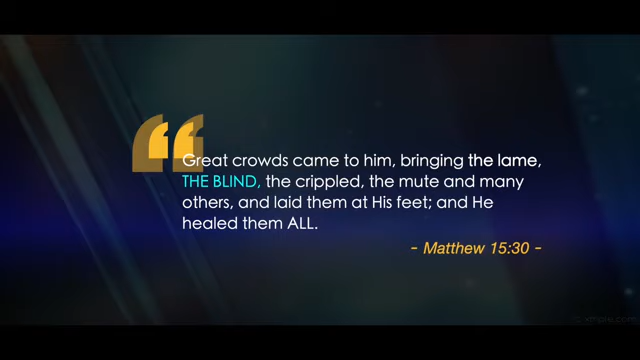 Great crowds came to him, bringing the lame,
THE BLIND, the crippled, the mute and many
others, and laid them at His feet; and He
healed them ALL.
- Matthew 15:30 -